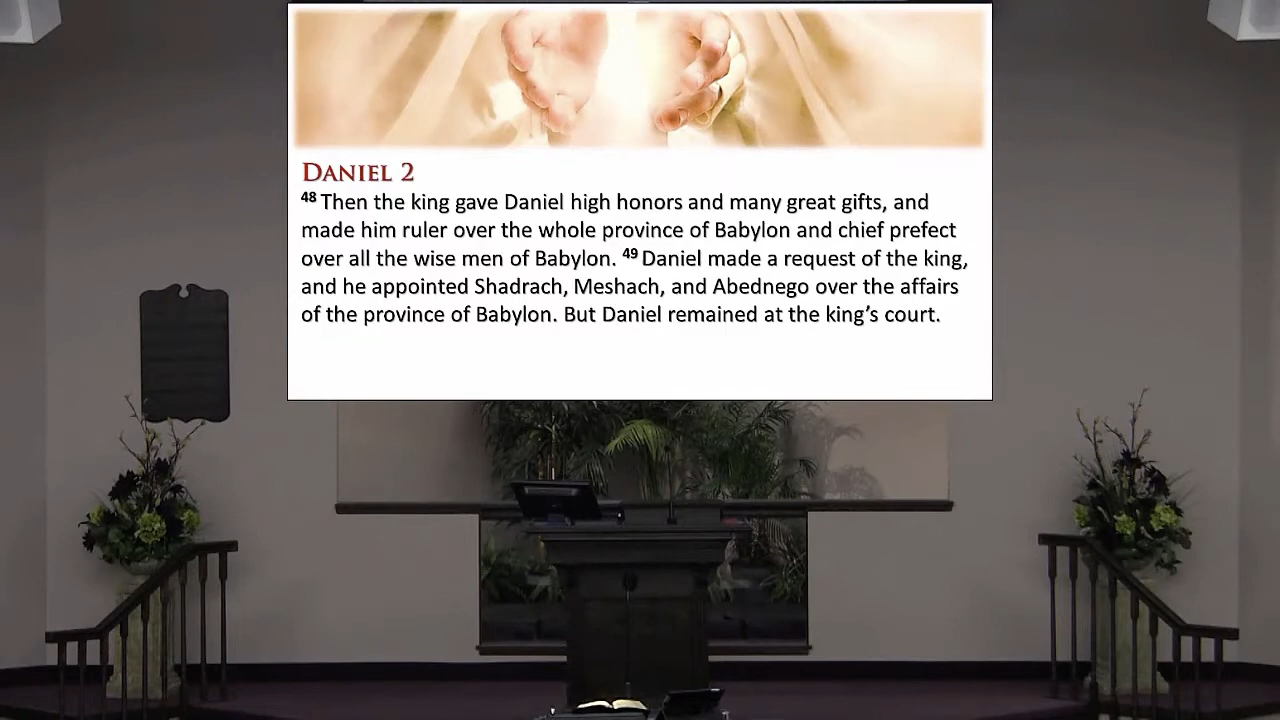 DANIEL 2
48 Then the king gave Daniel high honors and many great gifts, and
made him ruler over the whole province of Babylon and chief prefect
over all the wise men of Babylon. 49 Daniel made a request of the king,
and he appointed Shadrach, Meshach, and Abednego over the affairs
of the province of Babylon. But Daniel remained at the king’s court.